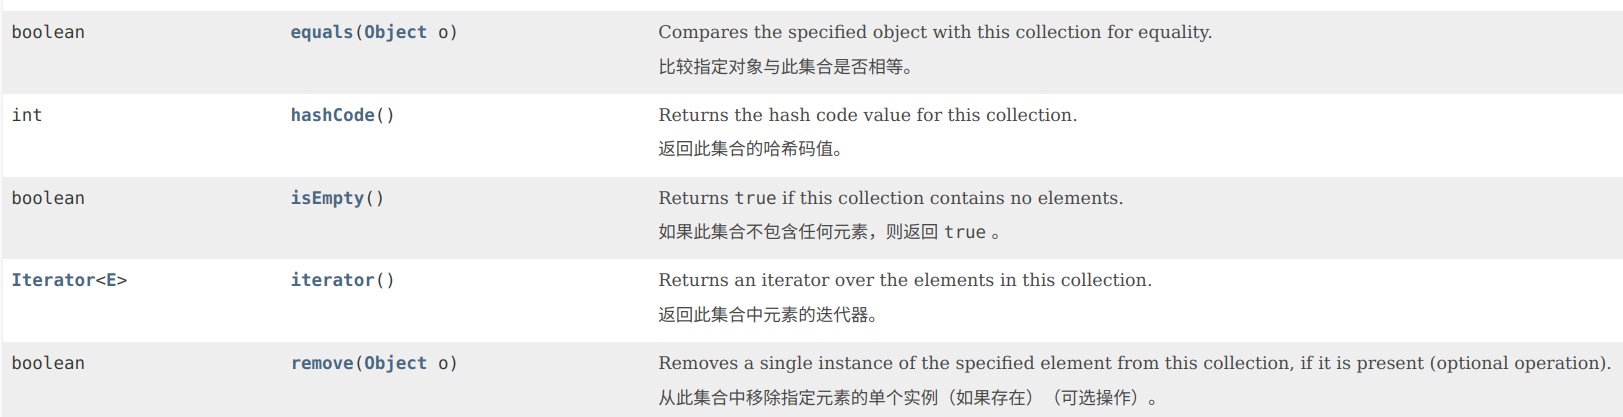 boolean equals(Object o) Compares the specified object with this collection for equality.
比较指定对象与此集合是否相等。
int hashCode() Returns the hash code value for this collection.
返回此集合的哈希码值。
boolean isEmpty() Returns true if this collection contains no elements.
如果此集合不包含任何元素，则返回 true 。
Iterator<E> iterator() Returns an iterator over the elements in this collection.
返回此集合中元素的迭代器。
boolean remove(Object o) Removes a single instance of the specified element from this collection, if it is present (optional operation).
从此集合中移除指定元素的单个实例（如果存在）（可选操作）。